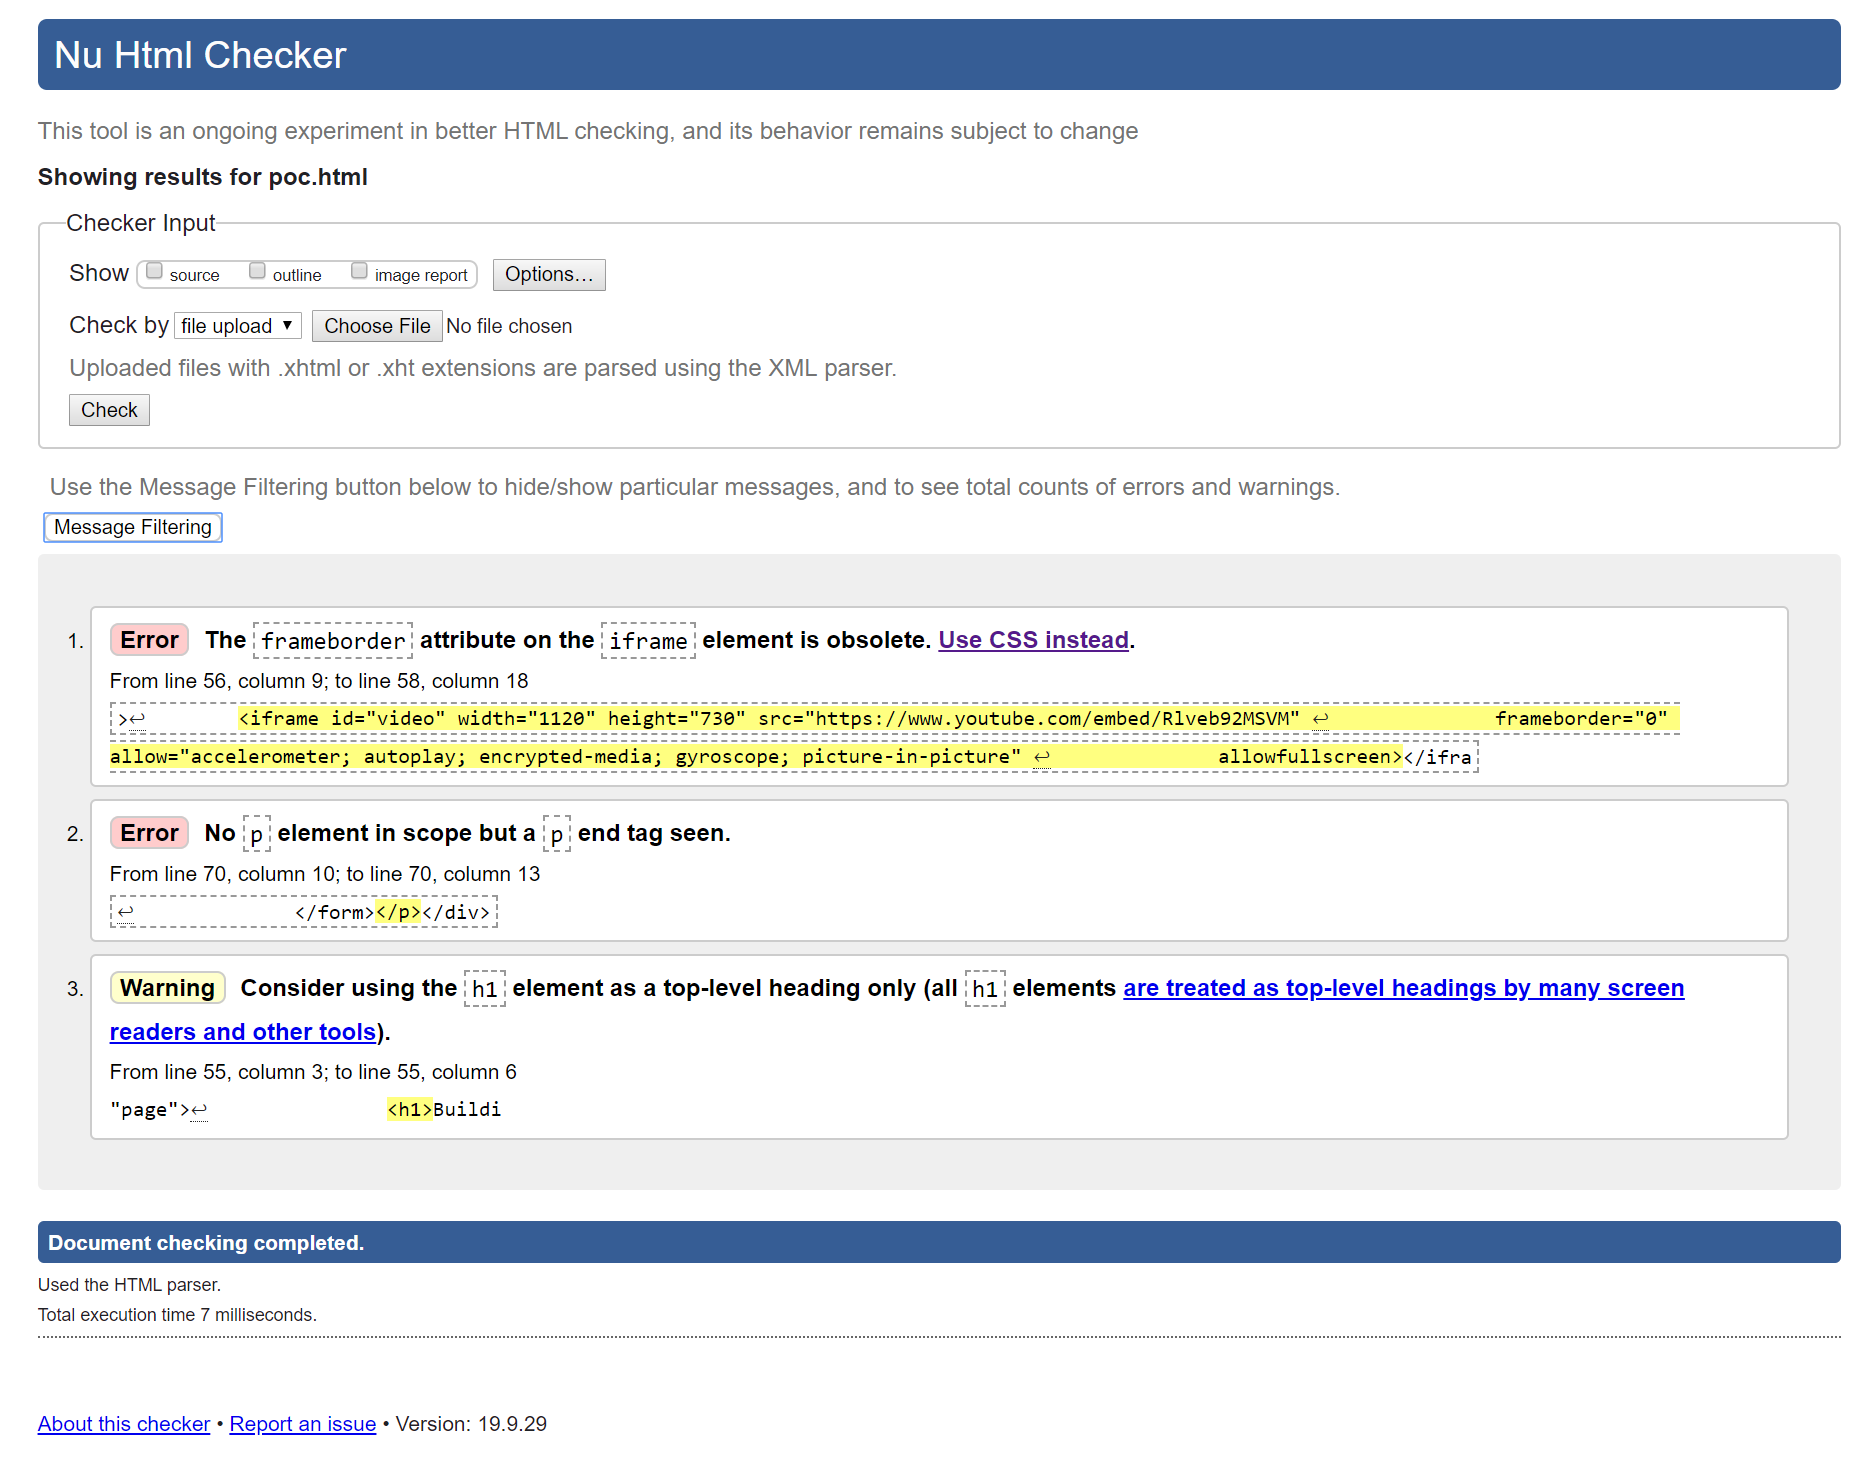 Nu Html Checker
This tool is an ongoing experiment in better HTML checking, and its behavior remains subject to change
Showing results for poc.html
Checker Input
Show source outline image report Options...
Check by file upload ▼ Choose File No file chosen
Uploaded files with .xhtml or .xht extensions are parsed using the XML parser.
Check
Use the Message Filtering button below to hide/show particular messages, and to see total counts of errors and warnings.
Message Filtering
1. Error The frameborder attribute on the iframe element is obsolete. Use CSS instead.
From line 56, column 9; to line 58, column 18
>↩ <iframe id="video" width="1120" height="730" src="https://www.youtube.com/embed/Rlveb92MSVM" ↩ frameborder="0"
allow="accelerometer; autoplay; encrypted-media; gyroscope; picture-in-picture" ↩ allowfullscreen></ifra
2. Error No p element in scope but a p end tag seen.
From line 70, column 10; to line 70, column 13
↩ </form></p></div>
3. Warning Consider using the h1 element as a top-level heading only (all h1 elements are treated as top-level headings by many screen
readers and other tools).
From line 55, column 3; to line 55, column 6
"page">↩ <h1>Buildi
Document checking completed.
Used the HTML parser.
Total execution time 7 milliseconds.
About this checker • Report an issue • Version: 19.9.29